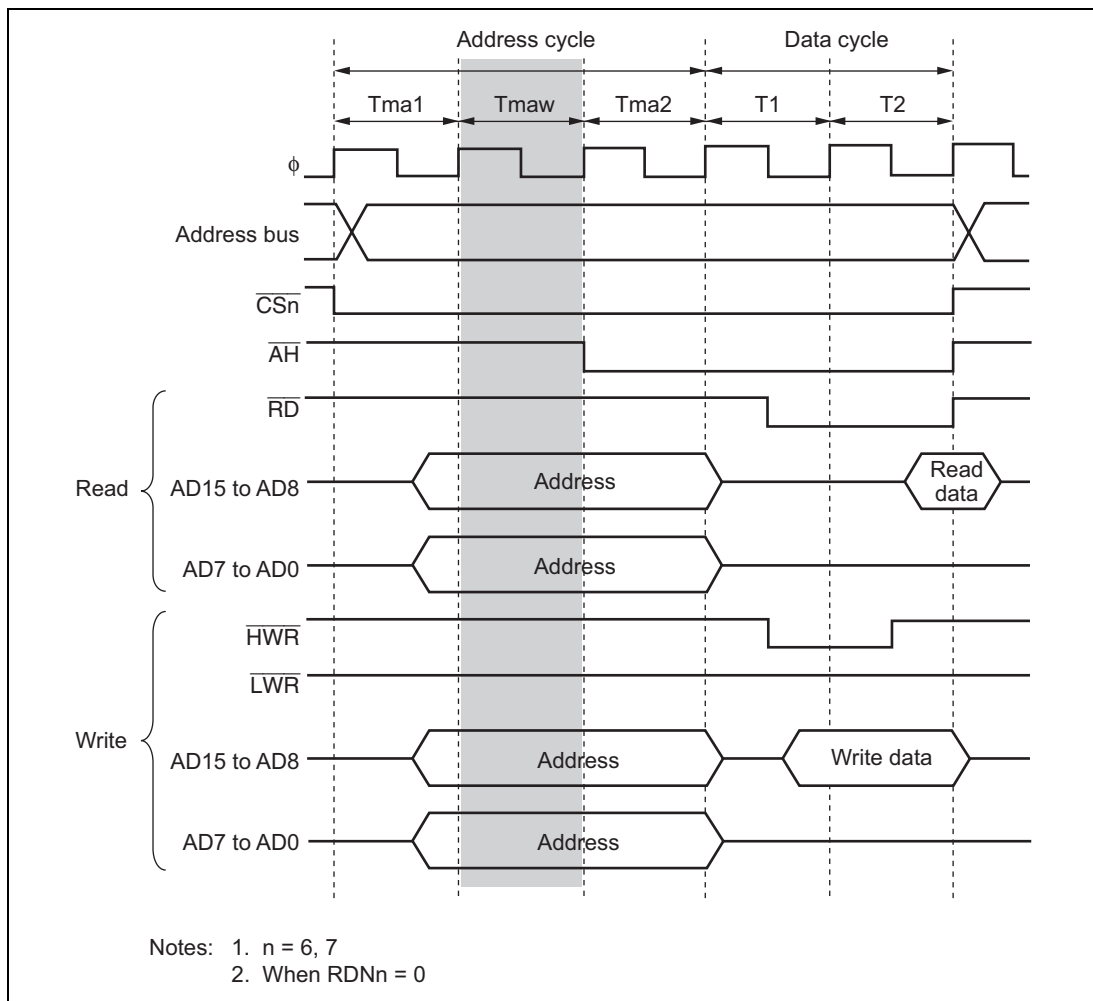 Address cycle Data cycle
Tma1 Tmaw Tma2 T1 T2
ϕ
Address bus
CSn
AH
RD
Read AD15 to AD8 Address Read data
AD7 to AD0 Address
HWR
LWR
Write AD15 to AD8 Address Write data
AD7 to AD0 Address
Notes: 1. n = 6, 7
2. When RDNn = 0